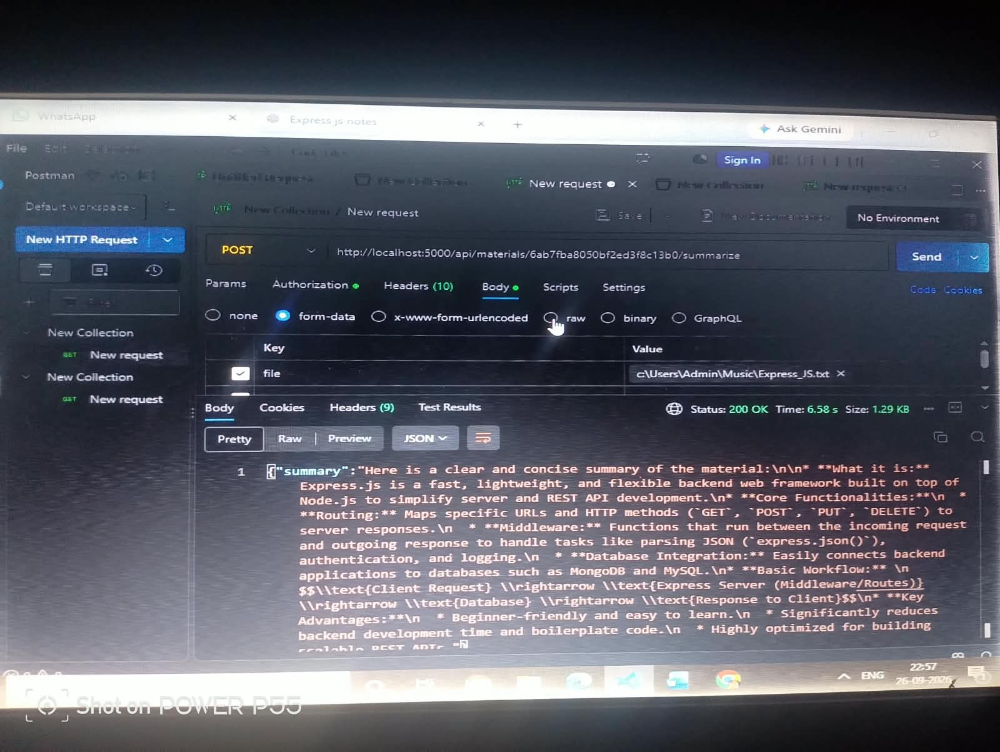 WhatsApp
Express js notes
Ask Gemini
File Edit
Sign In
Postman
New request
New Collection
New request
Default workspace
HTTP New Collection / New request
Save
View Documentation
No Environment
New HTTP Request
POST
http://localhost:5000/api/materials/6ab7fba8050bf2ed3f8c13b0/summarize
Send
Params Authorization Headers (10) Body Scripts Settings
Code Cookies
none form-data x-www-form-urlencoded raw binary GraphQL
New Collection
GET New request
New Collection
GET New request
Key Value
file c:\Users\Admin\Music\Express_JS.txt
Body Cookies Headers (9) Test Results
Status: 200 OK Time: 6.58 s Size: 1.29 KB
Pretty Raw Preview JSON
1 {"summary":"Here is a clear and concise summary of the material:\n\n* **What it is:**
Express.js is a fast, lightweight, and flexible backend web framework built on top of
Node.js to simplify server and REST API development.\n* **Core Functionalities:**\n  *
**Routing:** Maps specific URLs and HTTP methods (`GET`, `POST`, `PUT`, `DELETE`) to
server responses.\n  * **Middleware:** Functions that run between the incoming request
and outgoing response to handle tasks like parsing JSON (`express.json()`),
authentication, and logging.\n  * **Database Integration:** Easily connects backend
applications to databases such as MongoDB and MySQL.\n* **Basic Workflow:** \n
$$\\text{Client Request} \\rightarrow \\text{Express Server (Middleware/Routes)}
\\rightarrow \\text{Database} \\rightarrow \\text{Response to Client}$$\n* **Key
Advantages:**\n  * Beginner-friendly and easy to learn.\n  * Significantly reduces
backend development time and boilerplate code.\n  * Highly optimized for building
scalable REST APIs."}
ENG
22:57
26-09-2026
Shot on POWER P55